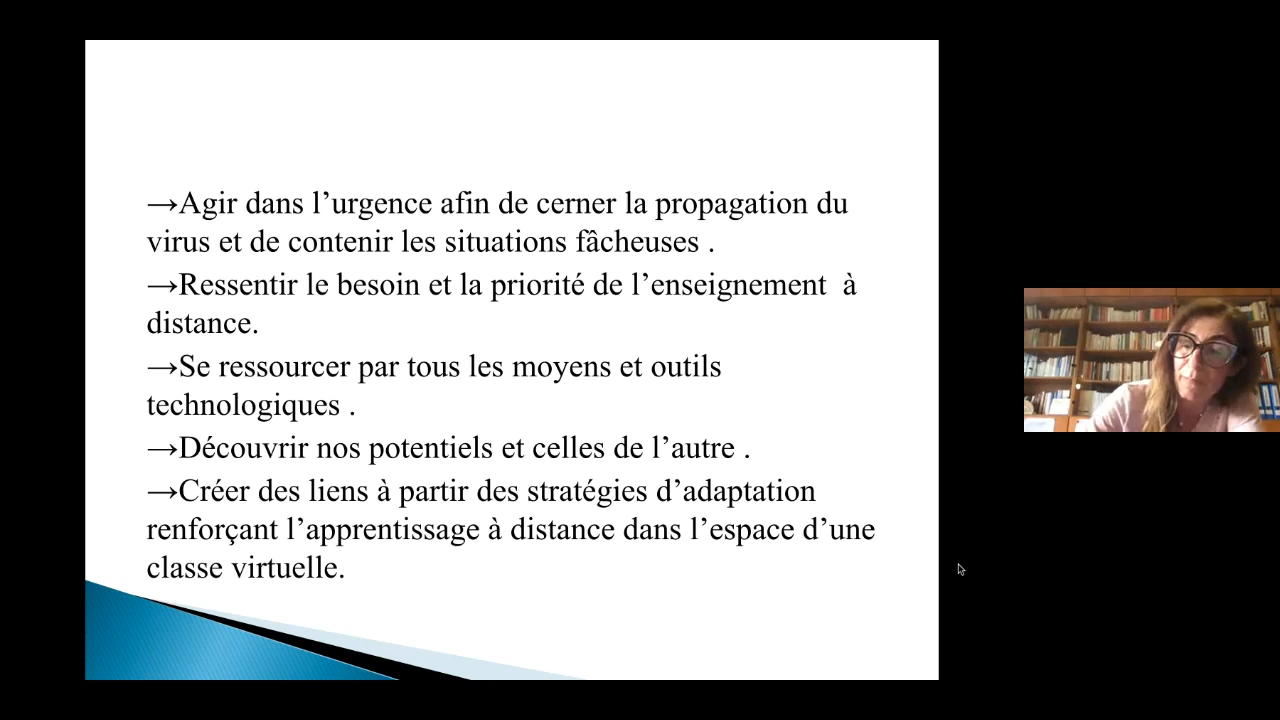 →Agir dans l’urgence afin de cerner la propagation du
virus et de contenir les situations fâcheuses .
→Ressentir le besoin et la priorité de l’enseignement  à
distance.
→Se ressourcer par tous les moyens et outils
technologiques .
→Découvrir nos potentiels et celles de l’autre .
→Créer des liens à partir des stratégies d’adaptation
renforçant l’apprentissage à distance dans l’espace d’une
classe virtuelle.